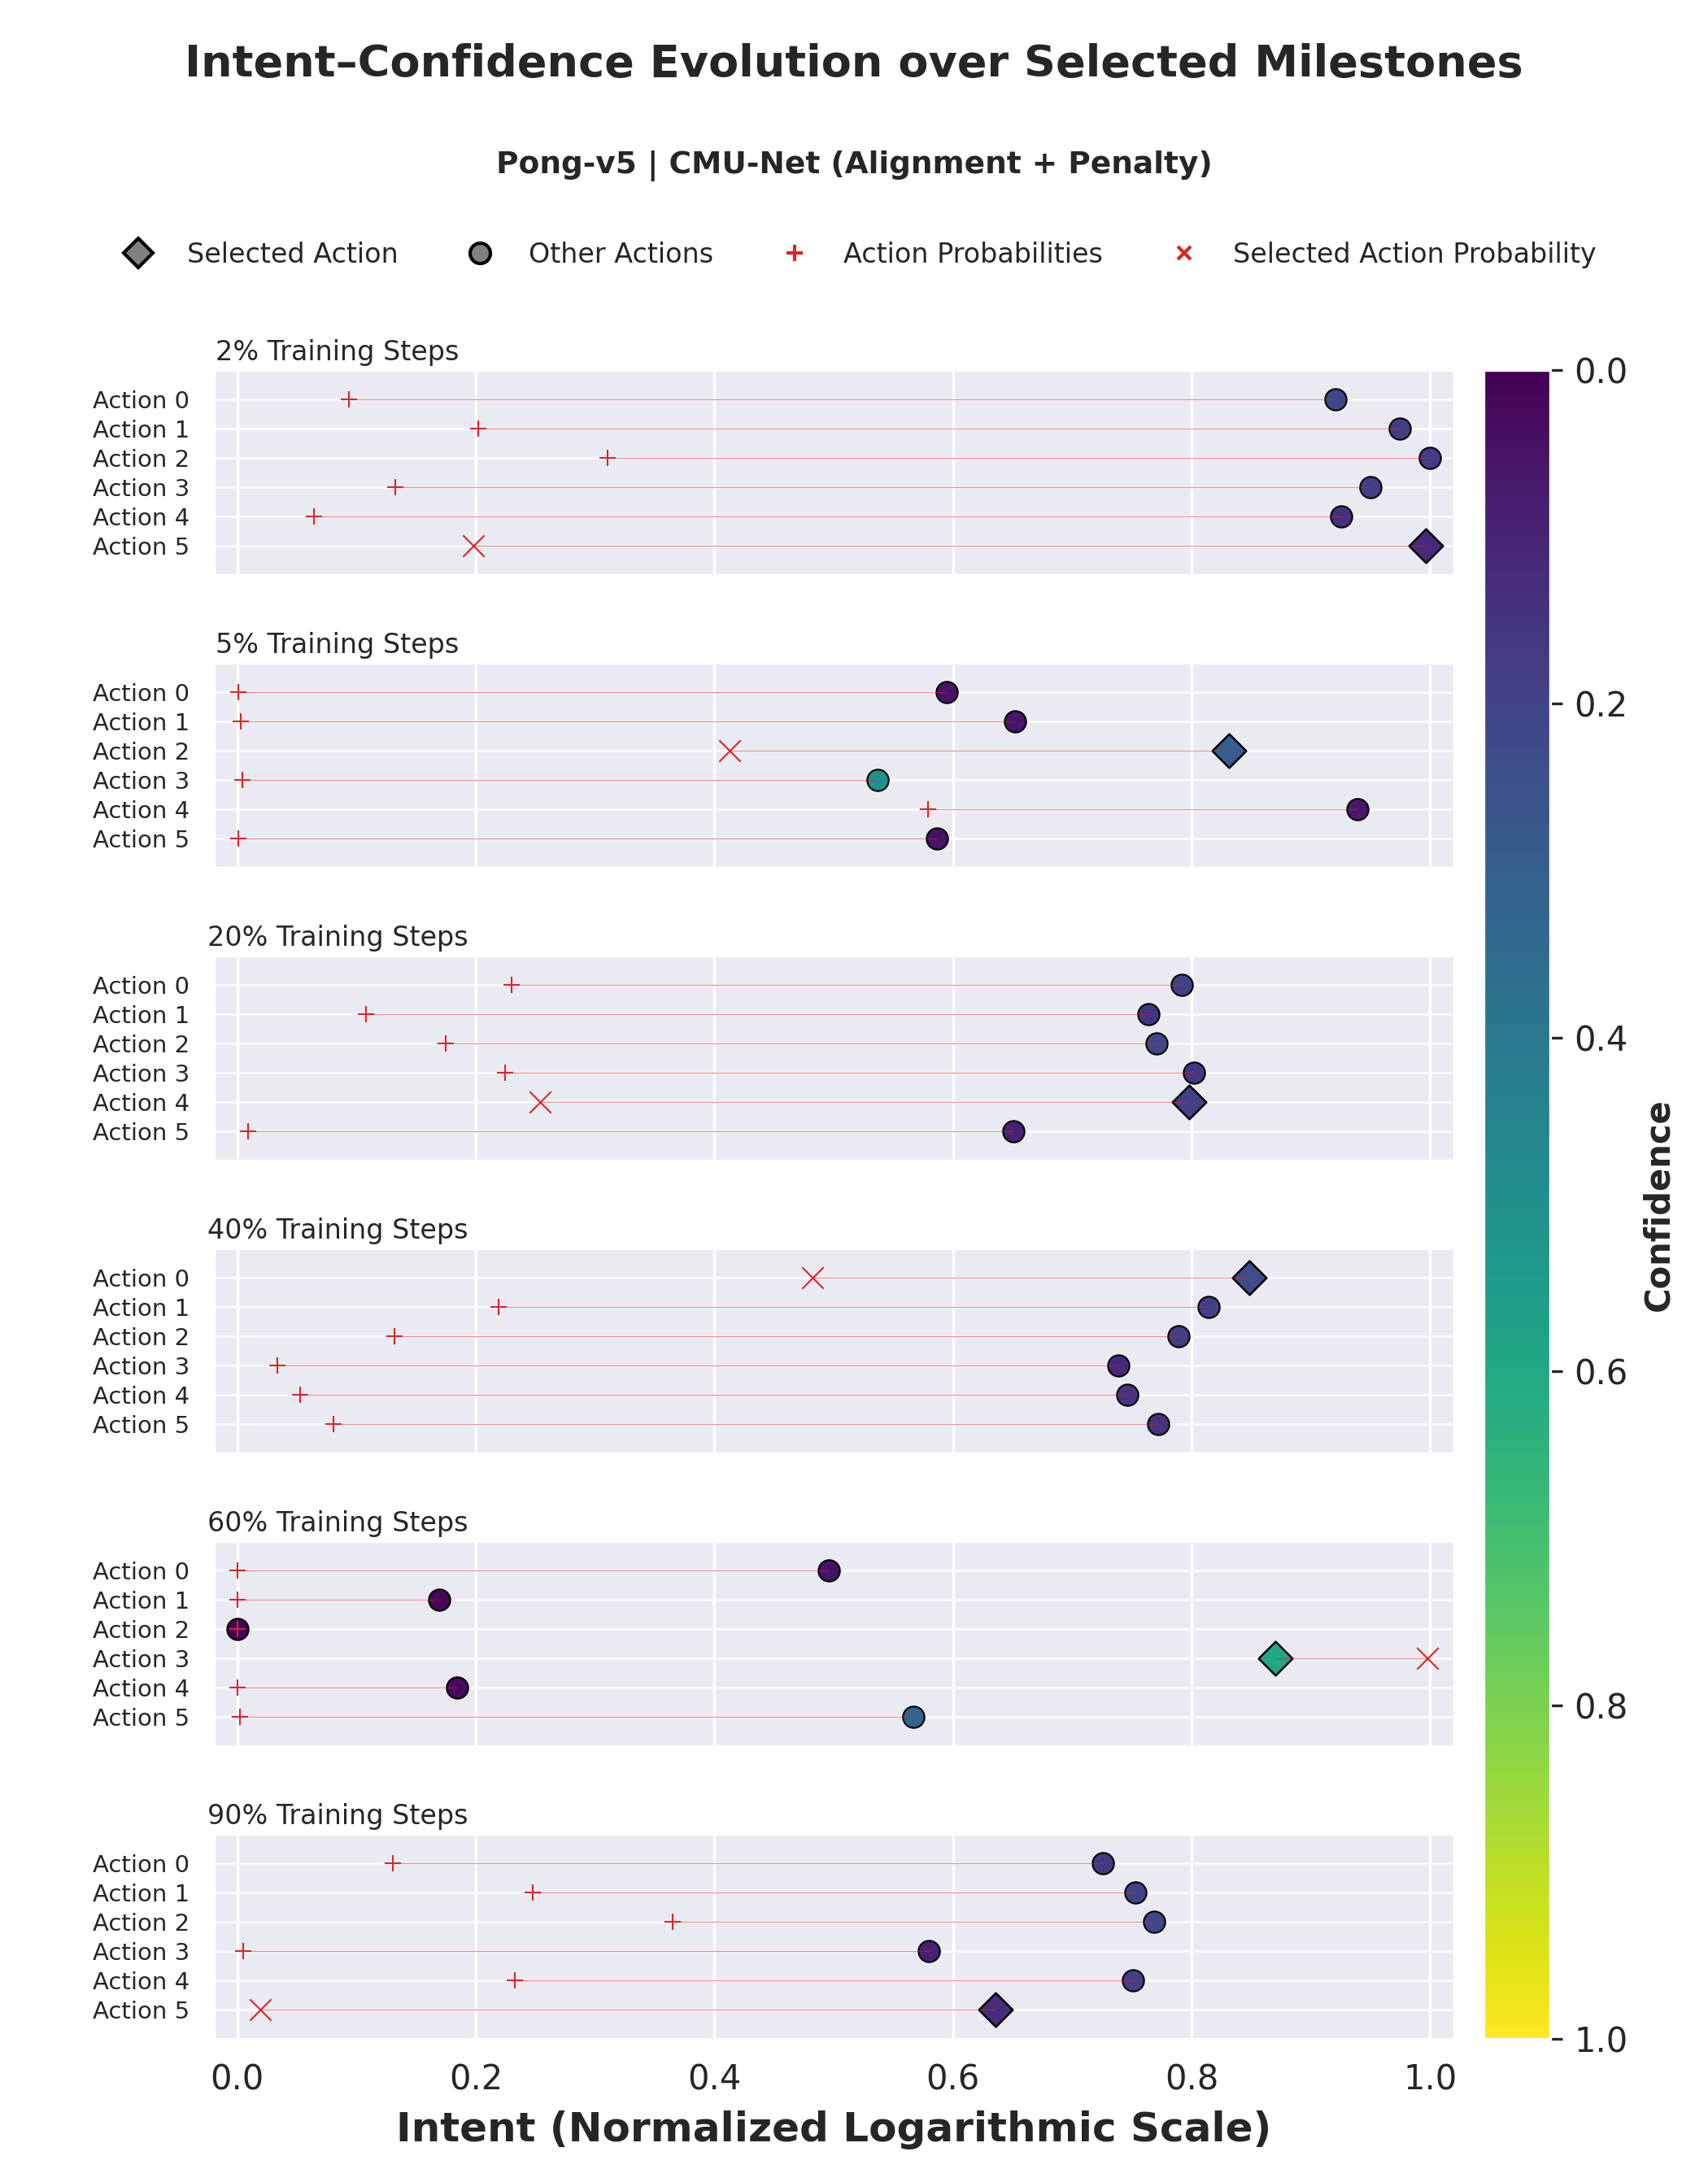 Intent–Confidence Evolution over Selected Milestones
Pong-v5 | CMU-Net (Alignment + Penalty)
Selected Action Other Actions Action Probabilities Selected Action Probability
2% Training Steps
Action 0
Action 1
Action 2
Action 3
Action 4
Action 5
5% Training Steps
Action 0
Action 1
Action 2
Action 3
Action 4
Action 5
20% Training Steps
Action 0
Action 1
Action 2
Action 3
Action 4
Action 5
40% Training Steps
Action 0
Action 1
Action 2
Action 3
Action 4
Action 5
60% Training Steps
Action 0
Action 1
Action 2
Action 3
Action 4
Action 5
90% Training Steps
Action 0
Action 1
Action 2
Action 3
Action 4
Action 5
0.0 0.2 0.4 0.6 0.8 1.0
Intent (Normalized Logarithmic Scale)
0.0
0.2
0.4
0.6
0.8
1.0
Confidence